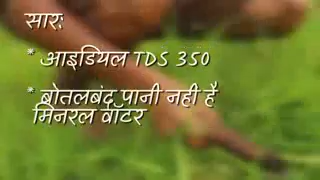 सार:
* आइडियल TDS 350
* बोतलबंद पानी नही है
मिनरल वॉटर